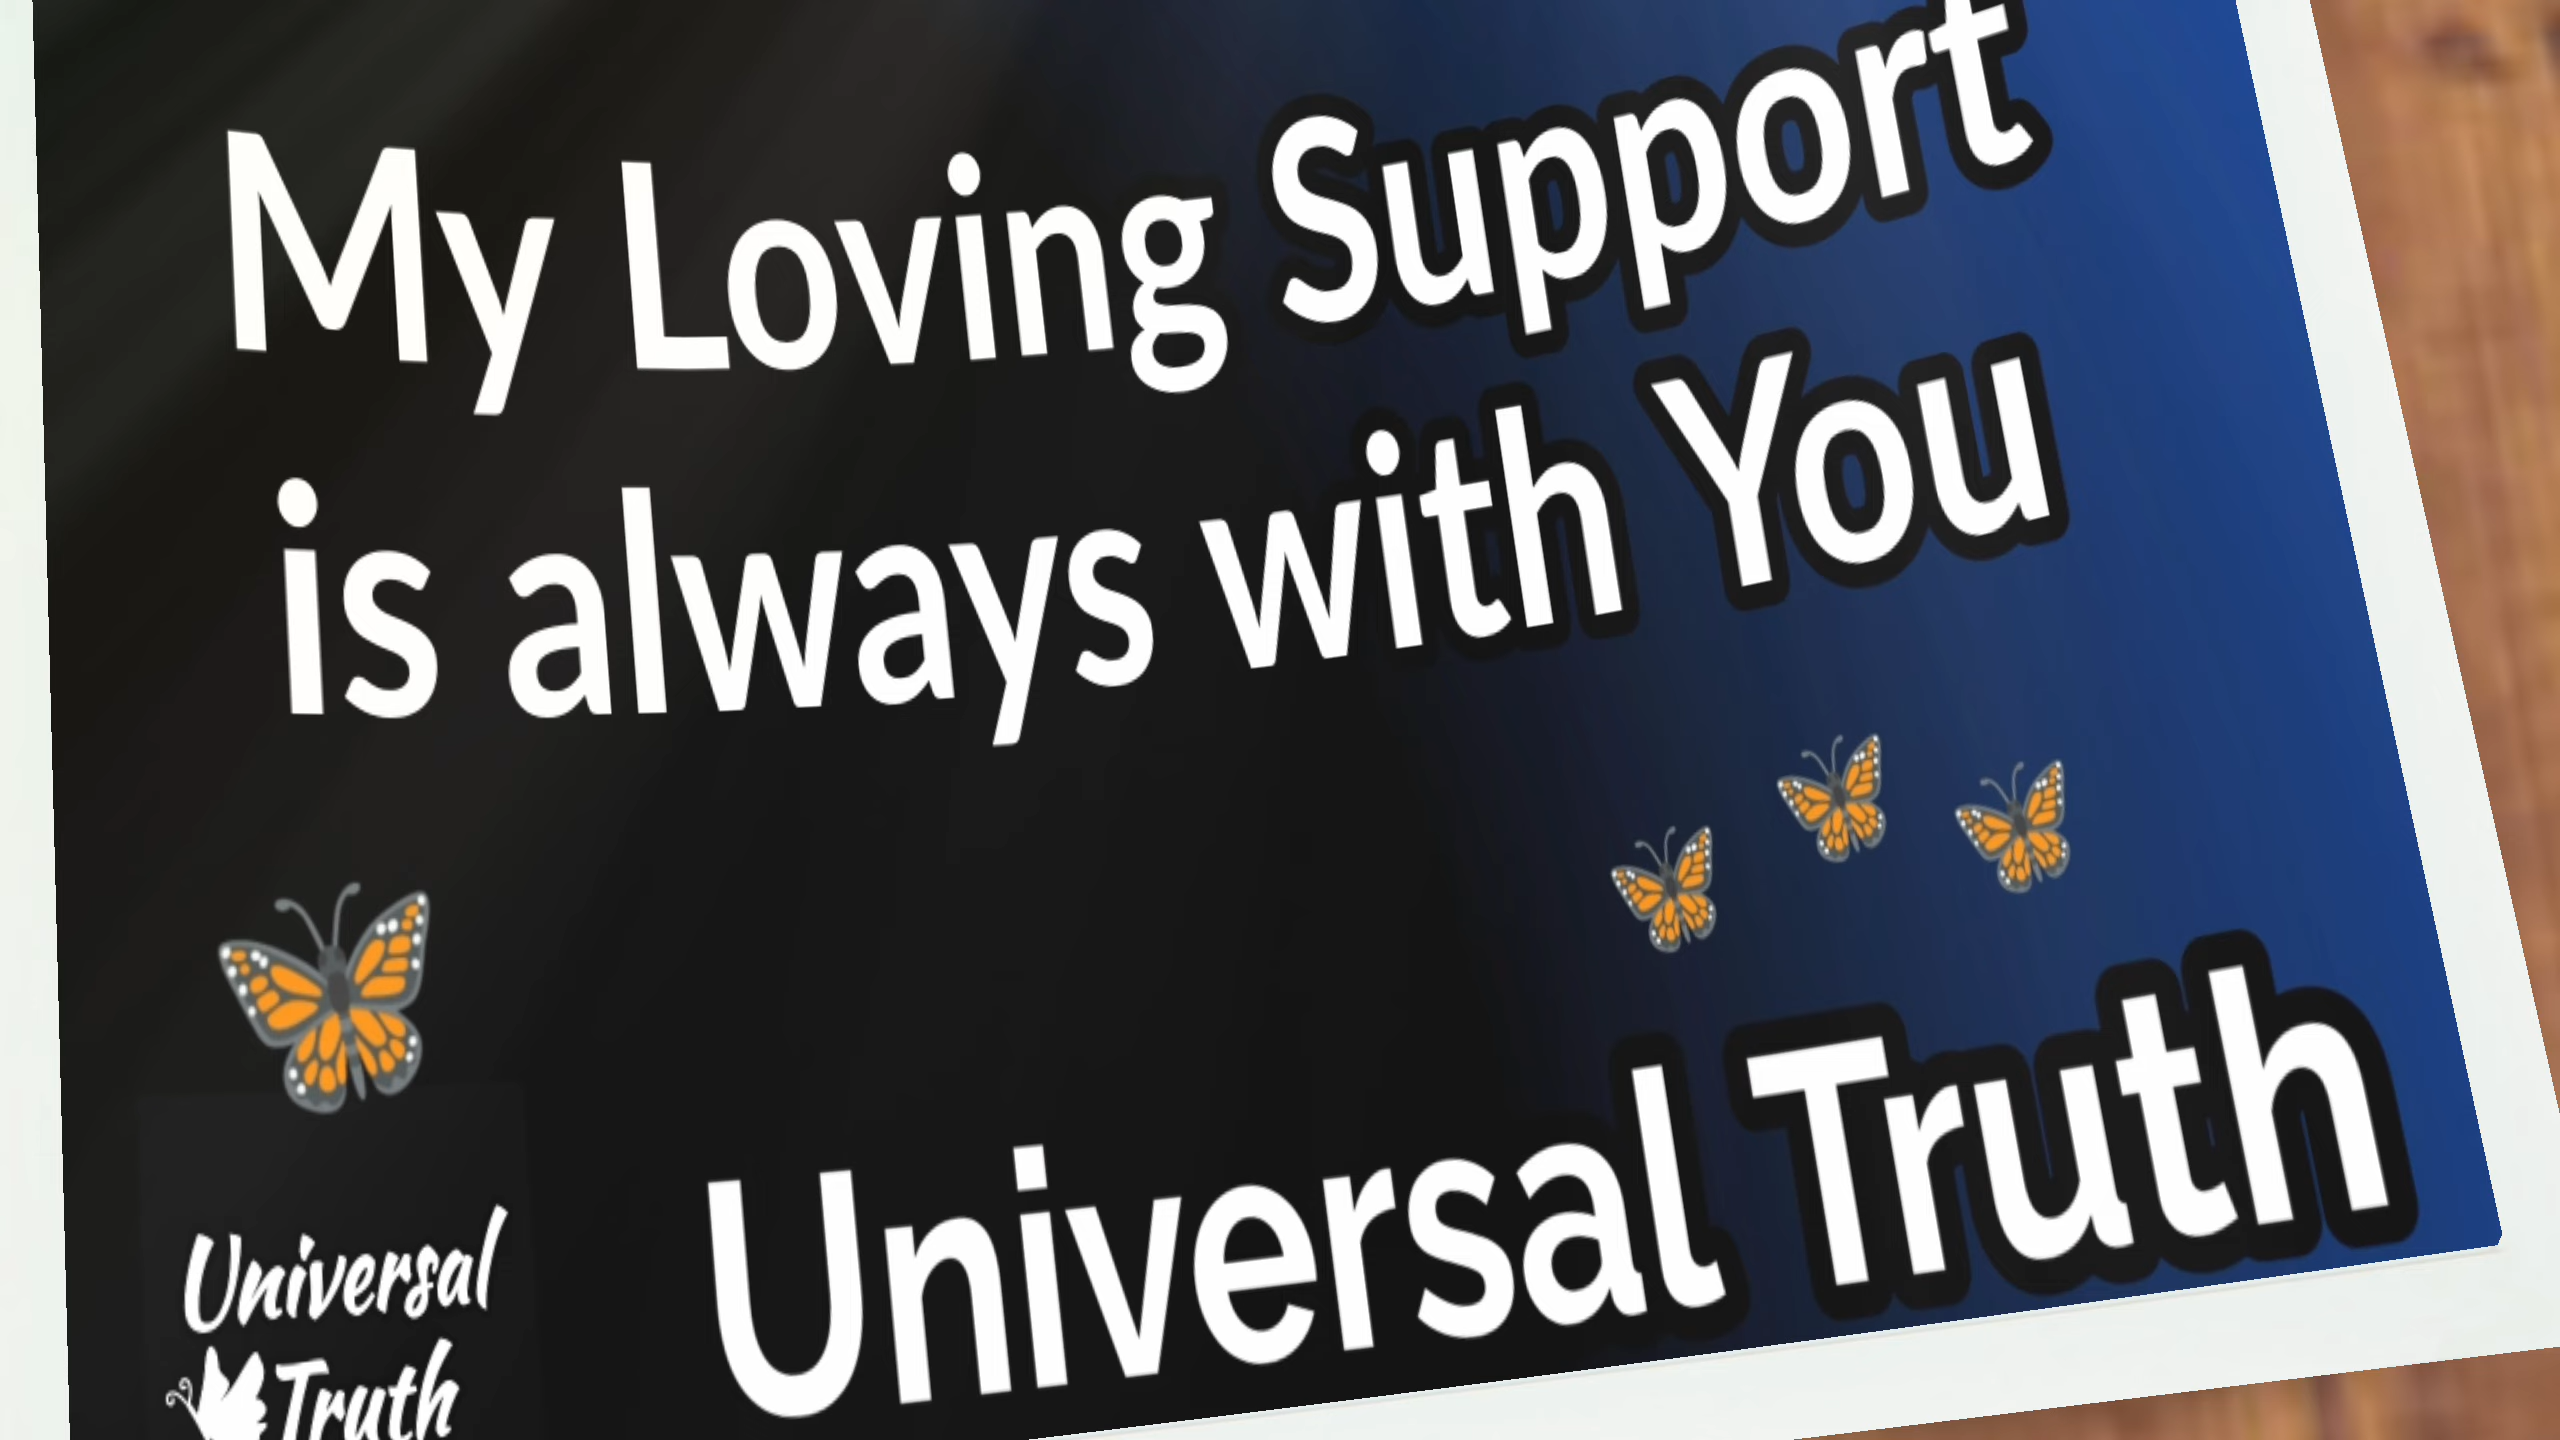 My Loving Support
is always with You
Universal Truth
Universal
Truth